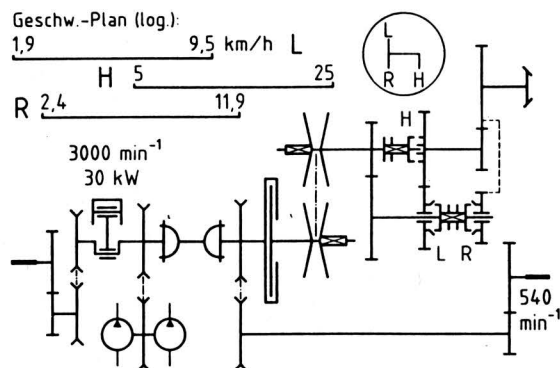 Geschw.-Plan (log.):
1,9 9,5 km/h L
H 5 25
R 2,4 11,9
3000 min⁻¹
30 kW
L
R H
H
L R
540
min⁻¹